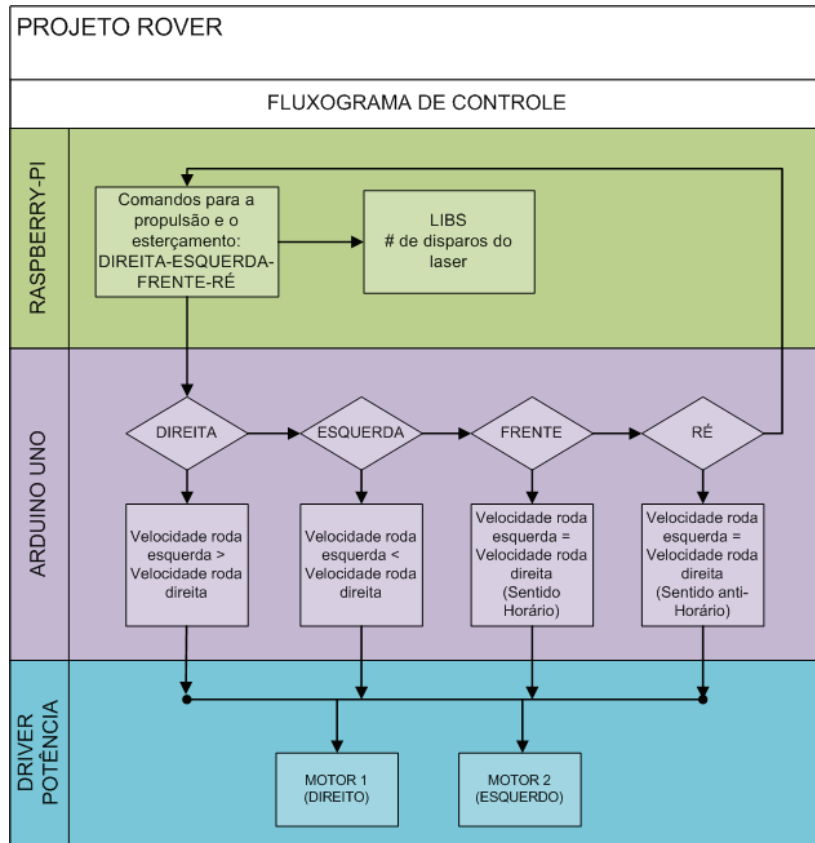 PROJETO ROVER
FLUXOGRAMA DE CONTROLE
RASPBERRY-PI
Comandos para a
propulsão e o
esterçamento:
DIREITA-ESQUERDA-
FRENTE-RÉ
LIBS
# de disparos do
laser
ARDUINO UNO
DIREITA
ESQUERDA
FRENTE
RÉ
Velocidade roda
esquerda >
Velocidade roda
direita
Velocidade roda
esquerda <
Velocidade roda
direita
Velocidade roda
esquerda =
Velocidade roda
direita
(Sentido
Horário)
Velocidade roda
esquerda =
Velocidade roda
direita
(Sentido anti-
Horário)
DRIVER
POTÊNCIA
MOTOR 1
(DIREITO)
MOTOR 2
(ESQUERDO)